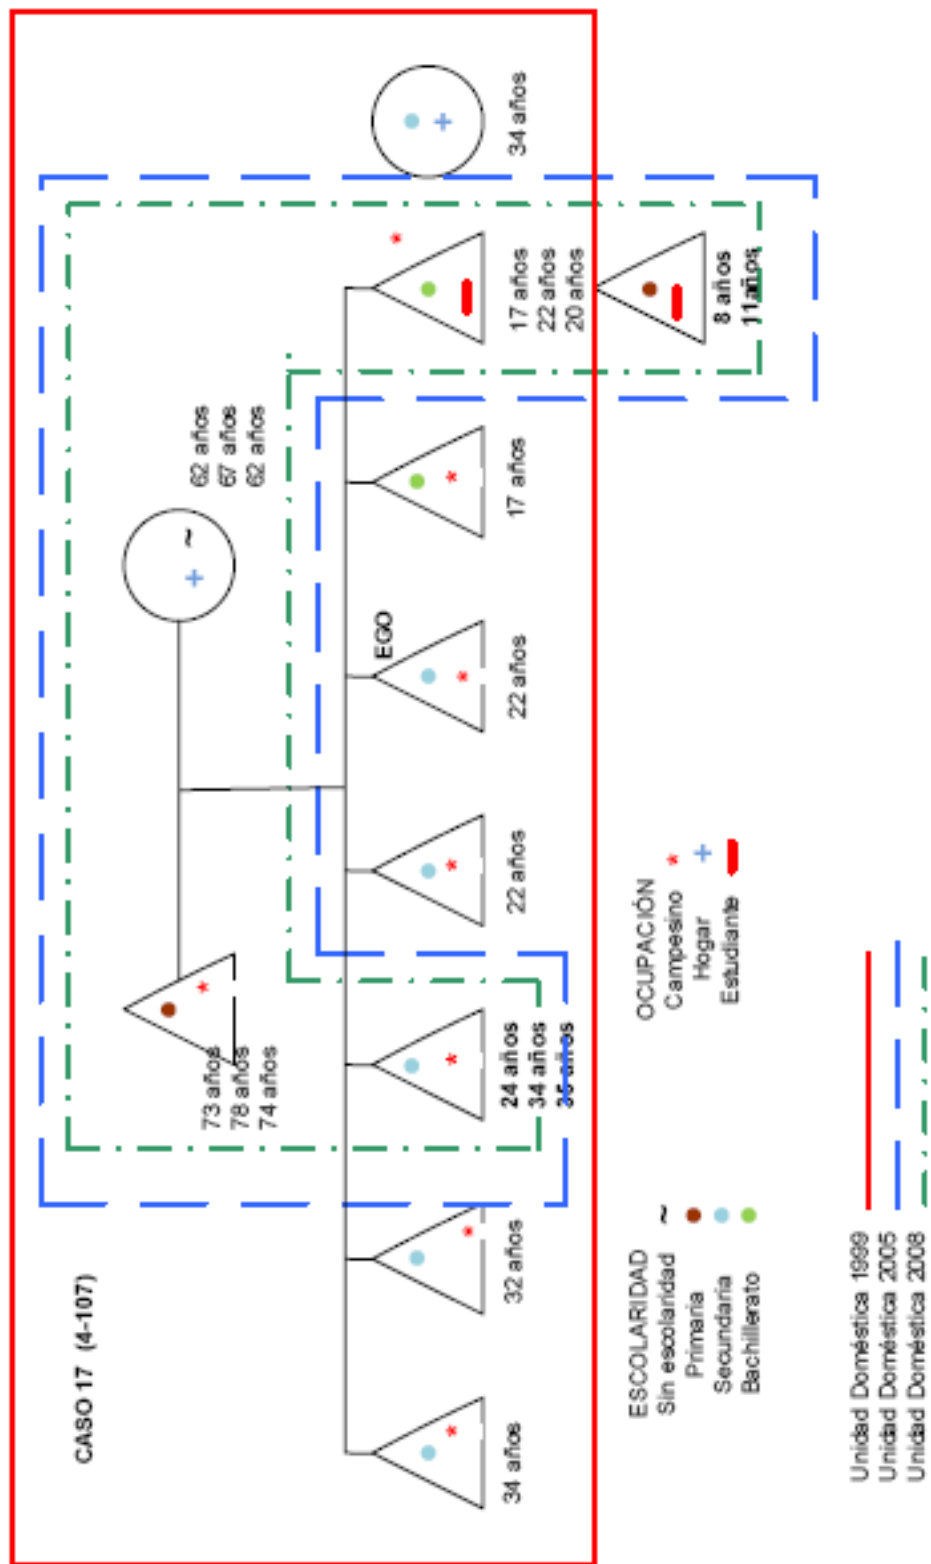 CASO 17 (4-107)
73 años
78 años
74 años
~
62 años
67 años
62 años
EGO
34 años
32 años
24 años
34 años
35 años
22 años
22 años
17 años
17 años
22 años
20 años
34 años
8 años
11 años
ESCOLARIDAD
Sin escolaridad ~
Primaria
Secundaria
Bachillerato
OCUPACIÓN
Campesino *
Hogar +
Estudiante
Unidad Doméstica 1999
Unidad Doméstica 2005
Unidad Doméstica 2008